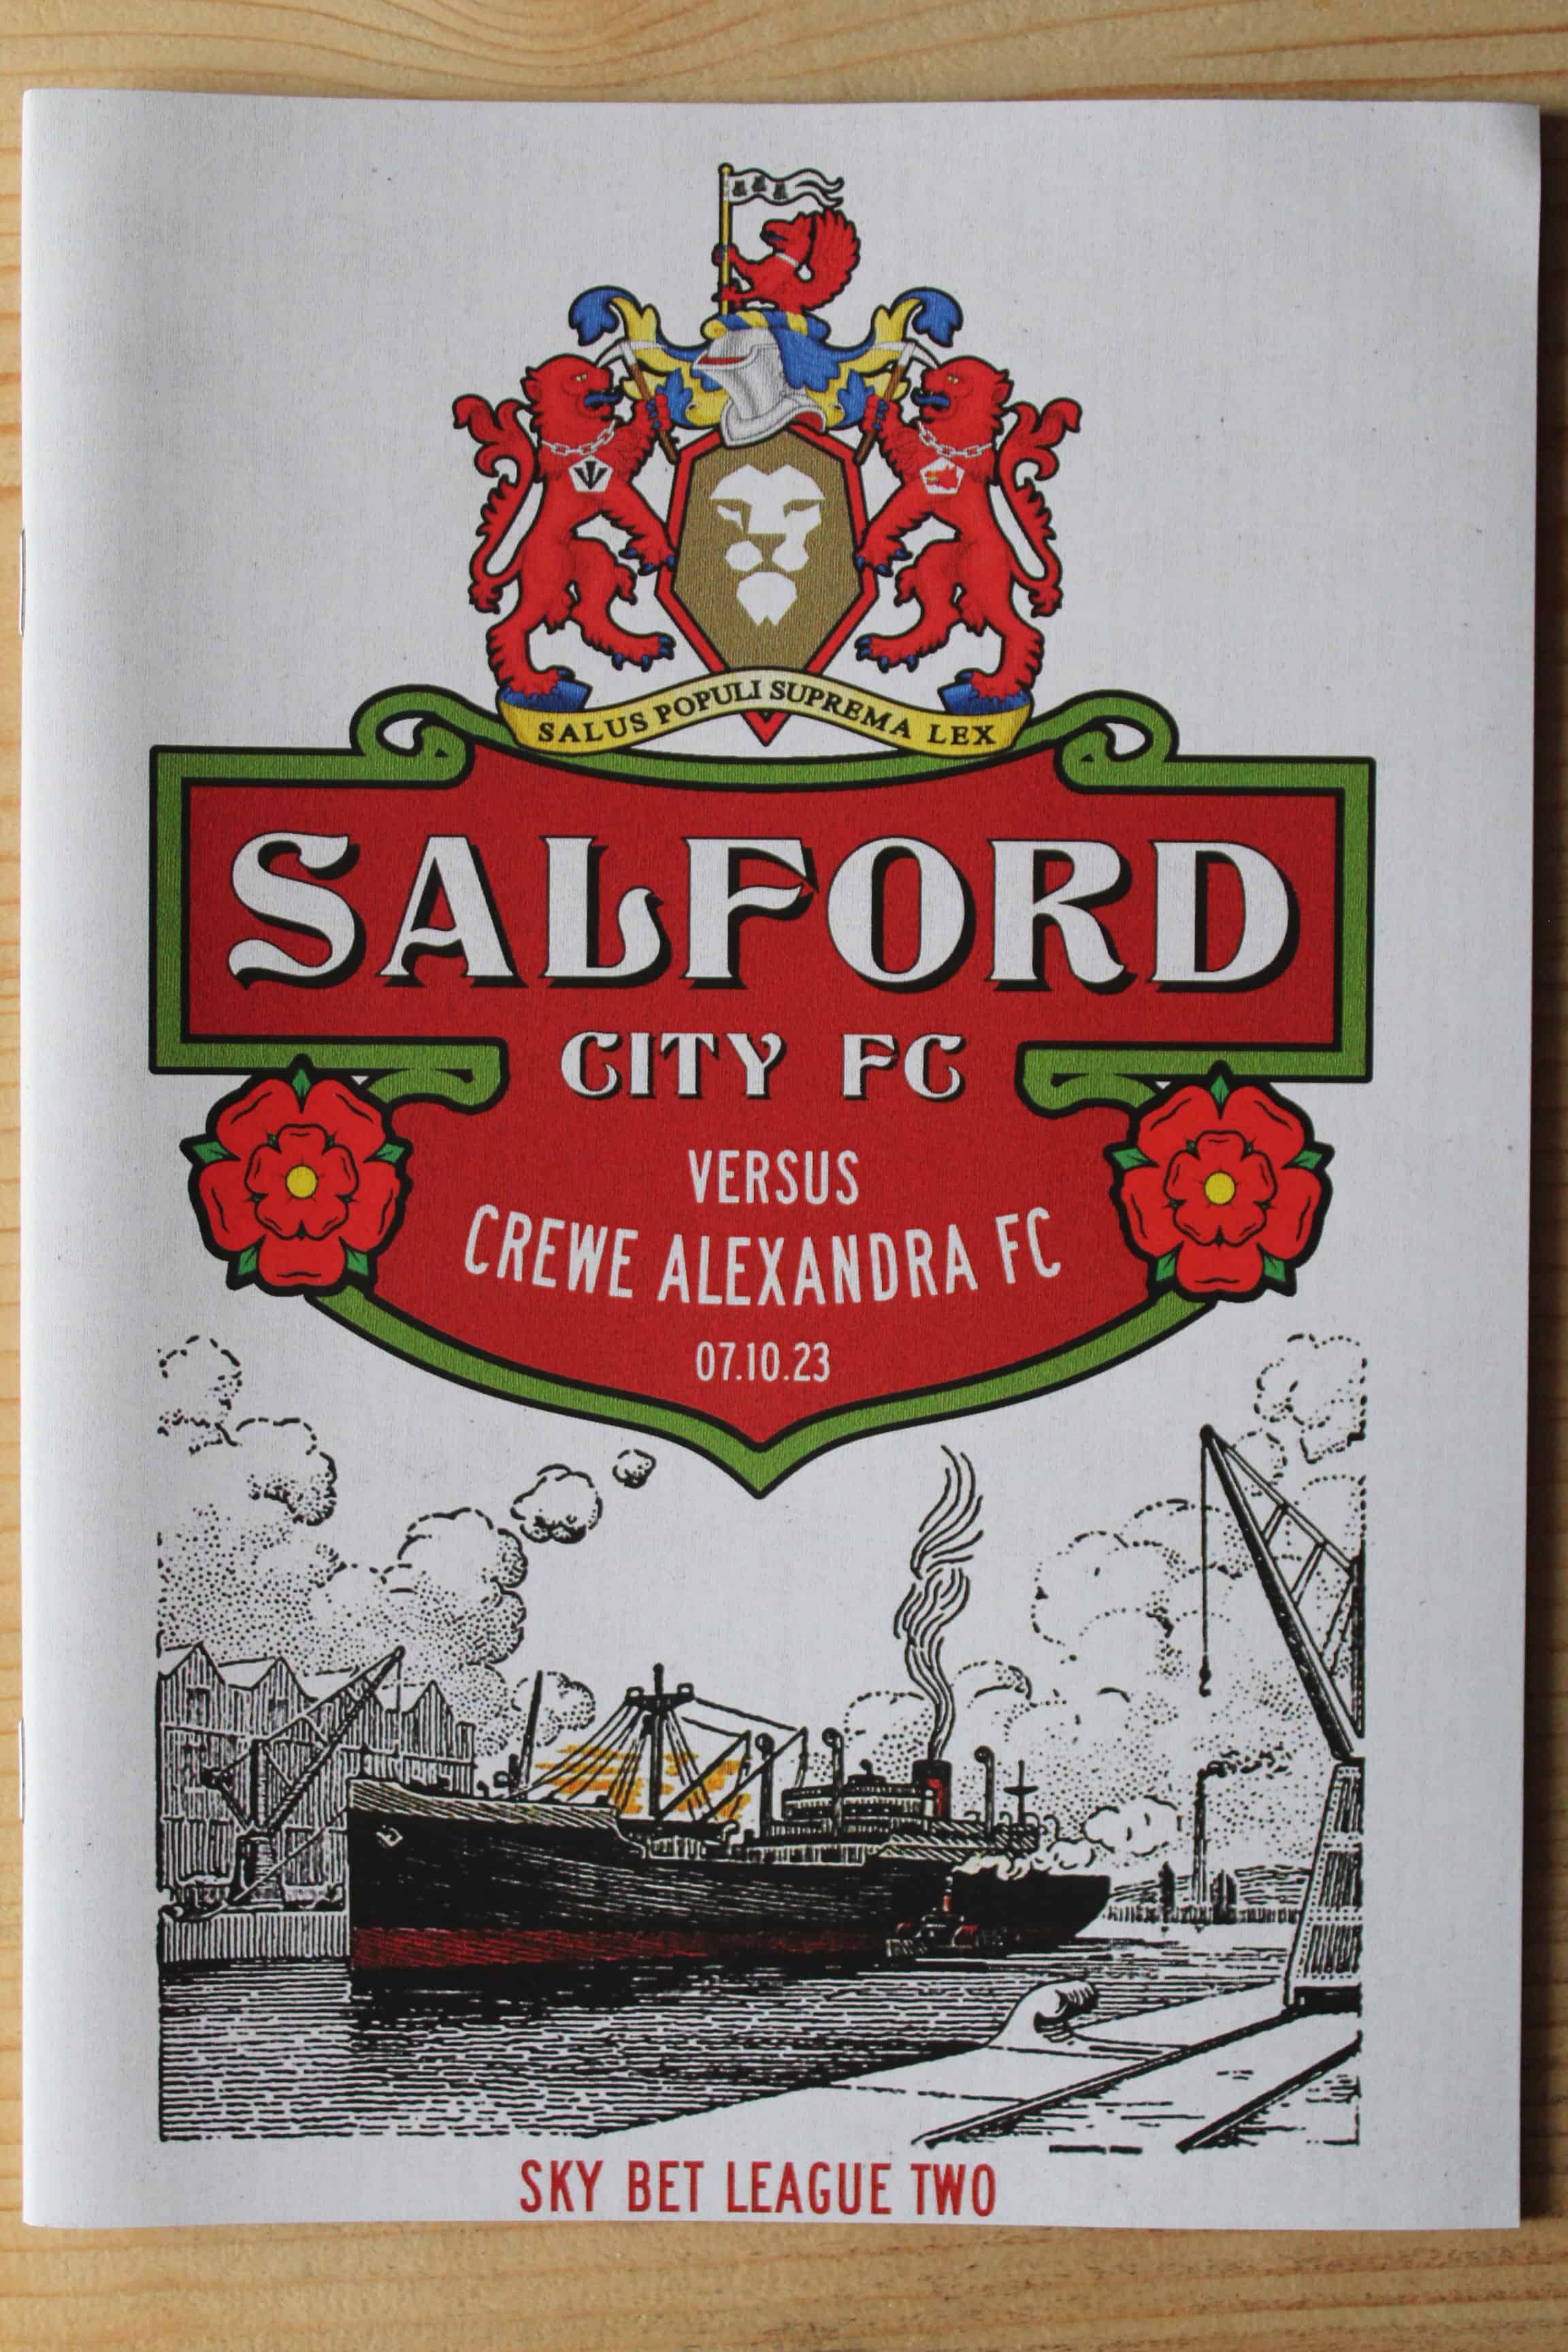 SALUS POPULI SUPREMA LEX
SALFORD
CITY FC
VERSUS
CREWE ALEXANDRA FC
07.10.23
SKY BET LEAGUE TWO